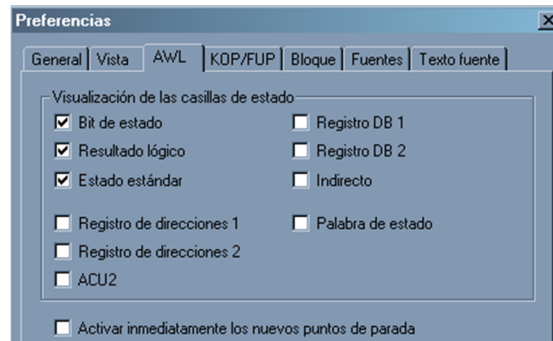 Preferencias
General Vista AWL KOP/FUP Bloque Fuentes Texto fuente
Visualización de las casillas de estado
Bit de estado Registro DB 1
Resultado lógico Registro DB 2
Estado estándar Indirecto
Registro de direcciones 1 Palabra de estado
Registro de direcciones 2
ACU2
Activar inmediatamente los nuevos puntos de parada